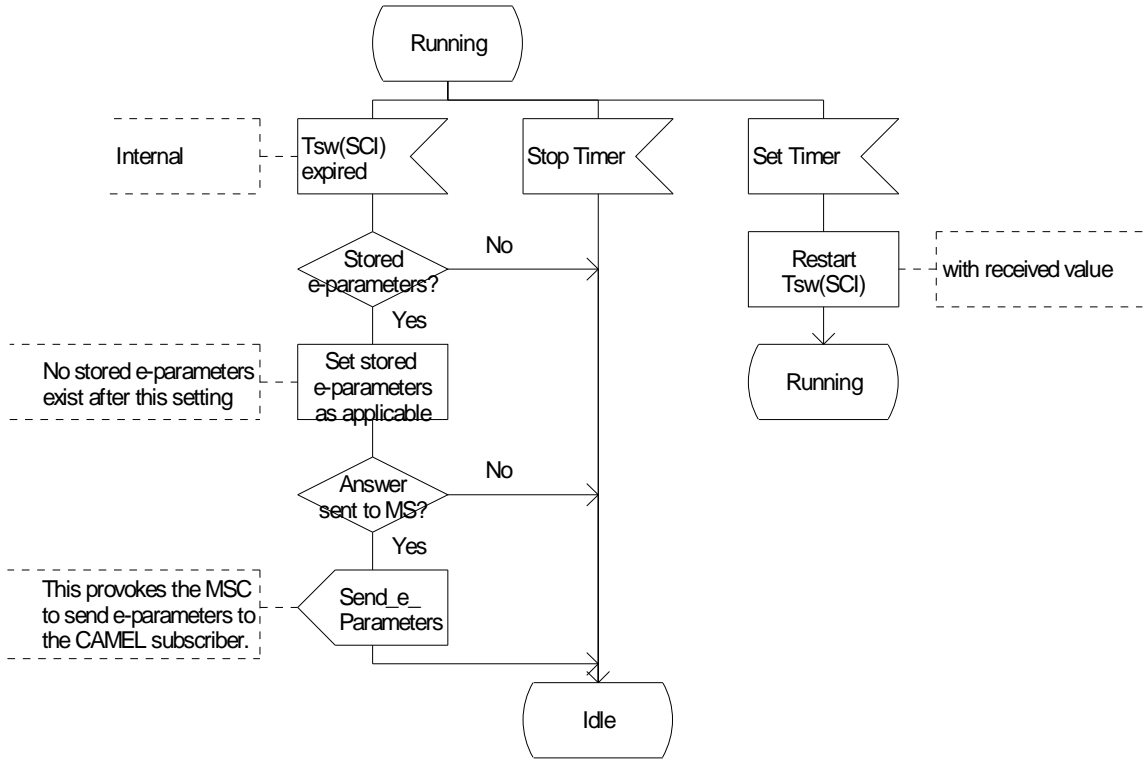 Running
Internal
Tsw(SCI)
expired
Stop Timer
Set Timer
Stored
e-parameters?
No
Restart
Tsw(SCI)
with received value
Yes
No stored e-parameters
exist after this setting
Set stored
e-parameters
as applicable
Running
Answer
sent to MS?
No
Yes
This provokes the MSC
to send e-parameters to
the CAMEL subscriber.
Send_e_
Parameters
Idle